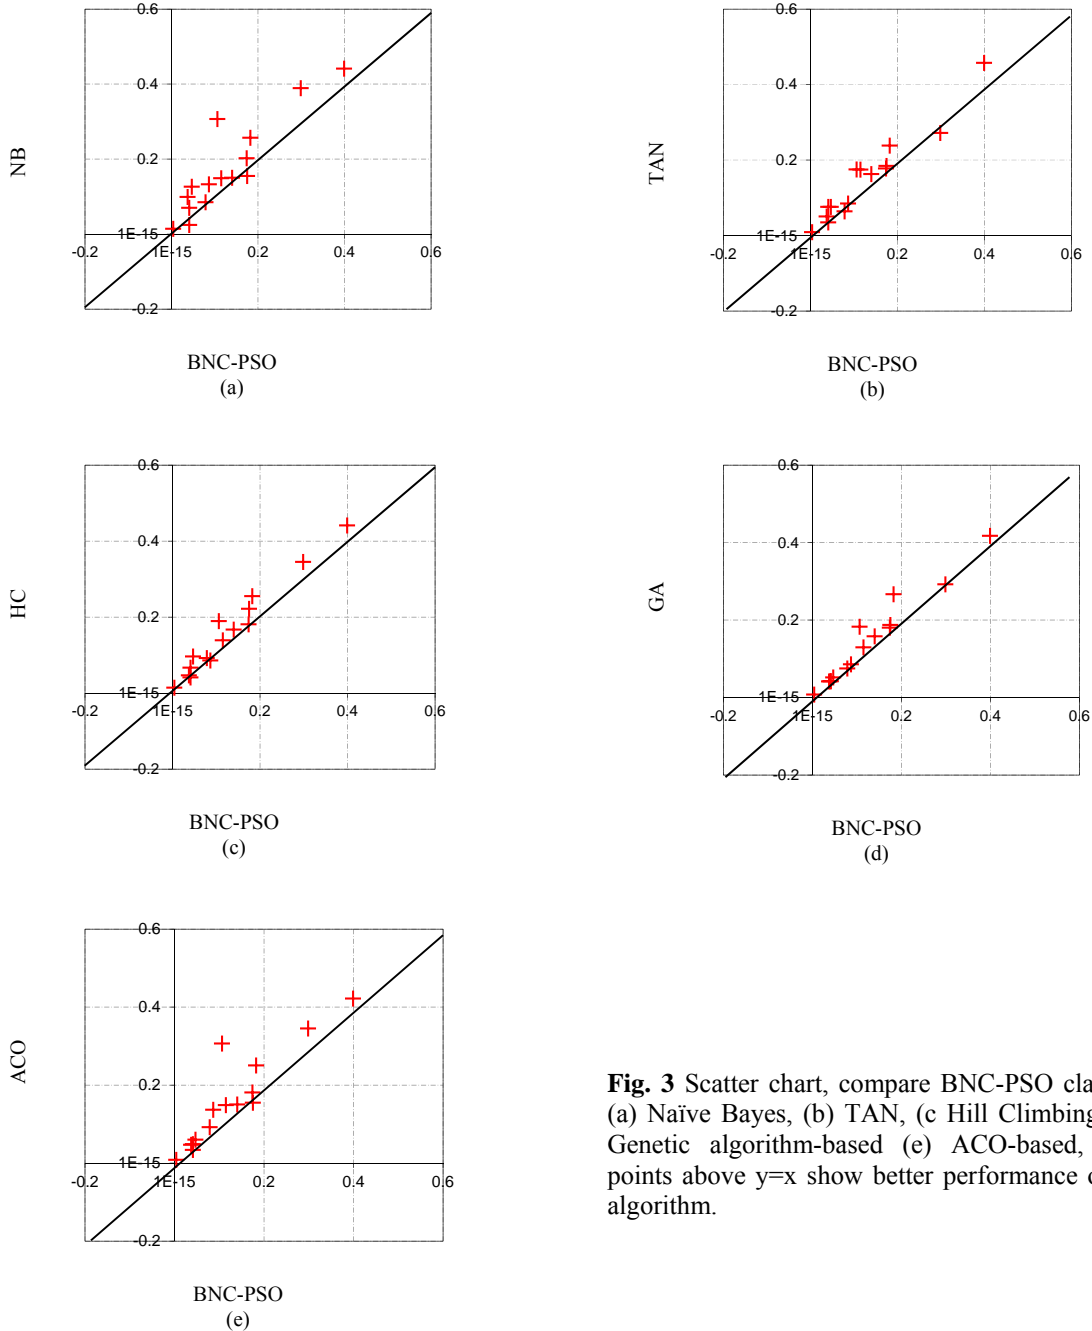 0.6
0.4
0.2
1E-15
-0.2
-0.2
1E-15
0.2
0.4
0.6
NB
BNC-PSO
(a)
0.6
0.4
0.2
1E-15
-0.2
-0.2
1E-15
0.2
0.4
0.6
TAN
BNC-PSO
(b)
0.6
0.4
0.2
1E-15
-0.2
-0.2
1E-15
0.2
0.4
0.6
HC
BNC-PSO
(c)
0.6
0.4
0.2
1E-15
-0.2
-0.2
1E-15
0.2
0.4
0.6
GA
BNC-PSO
(d)
0.6
0.4
0.2
1E-15
-0.2
-0.2
1E-15
0.2
0.4
0.6
ACO
BNC-PSO
(e)
Fig. 3 Scatter chart, compare BNC-PSO cla
(a) Naïve Bayes, (b) TAN, (c Hill Climbing
Genetic algorithm-based (e) ACO-based,
points above y=x show better performance
algorithm.